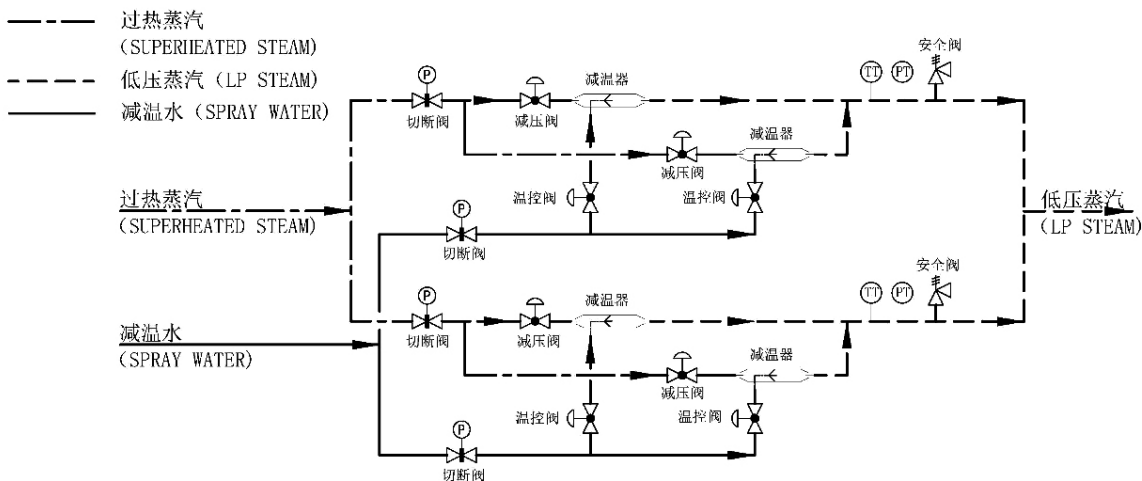 过热蒸汽
(SUPERHEATED STEAM)
低压蒸汽 (LP STEAM)
减温水 (SPRAY WATER)
安全阀
P
减温器
TT
PT
切断阀
减压阀
减温器
减压阀
过热蒸汽
(SUPERHEATED STEAM)
温控阀
温控阀
P
切断阀
低压蒸汽
(LP STEAM)
安全阀
P
减温器
TT
PT
减温水
(SPRAY WATER)
切断阀
减压阀
减温器
减压阀
温控阀
温控阀
P
切断阀